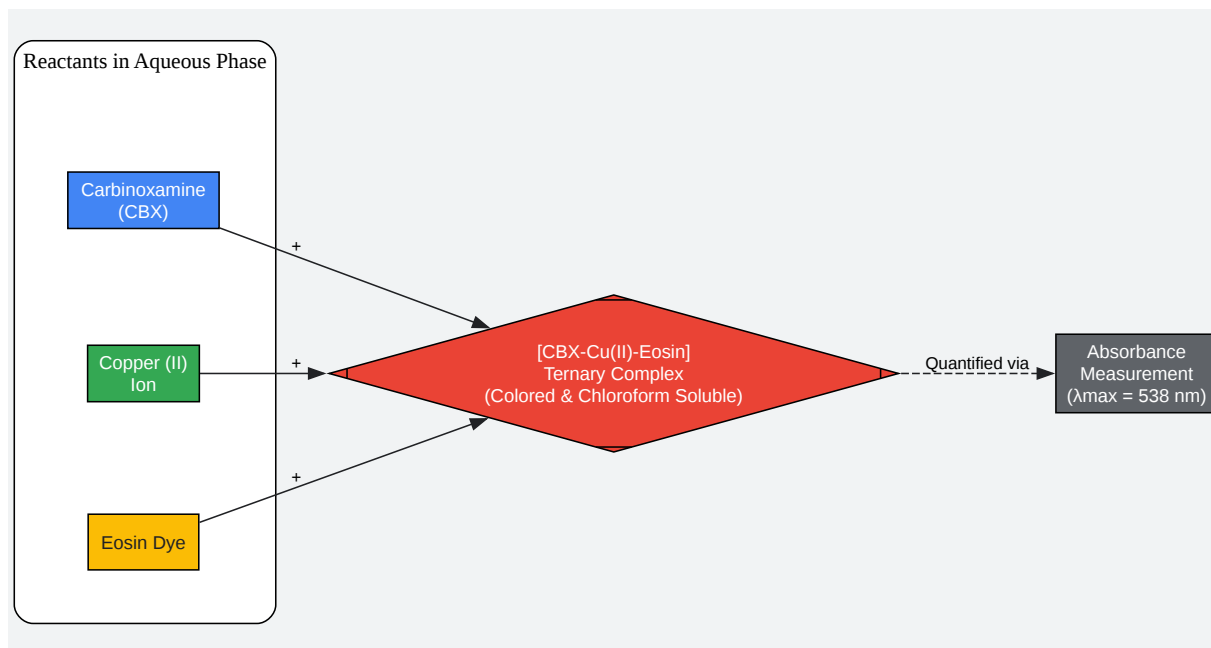 Reactants in Aqueous Phase
Carbinoxamine
(CBX)
+
Copper (II)
Ion
+
Eosin Dye
+
[CBX-Cu(II)-Eosin]
Ternary Complex
(Colored & Chloroform Soluble)
Quantified via
Absorbance
Measurement
(λmax = 538 nm)